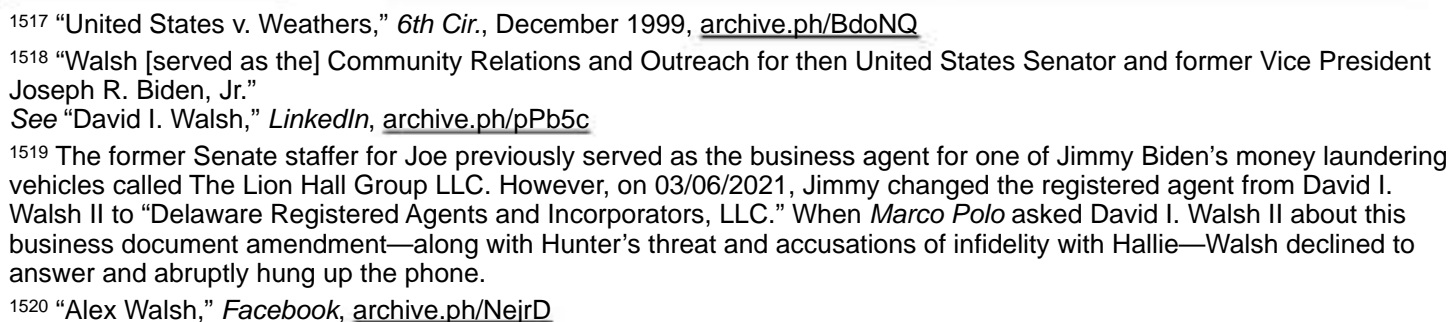 1517 “United States v. Weathers,” 6th Cir., December 1999, archive.ph/BdoNQ
1518 “Walsh [served as the] Community Relations and Outreach for then United States Senator and former Vice President
Joseph R. Biden, Jr.”
See “David I. Walsh,” LinkedIn, archive.ph/pPb5c
1519 The former Senate staffer for Joe previously served as the business agent for one of Jimmy Biden’s money laundering
vehicles called The Lion Hall Group LLC. However, on 03/06/2021, Jimmy changed the registered agent from David I.
Walsh II to “Delaware Registered Agents and Incorporators, LLC.” When Marco Polo asked David I. Walsh II about this
business document amendment—along with Hunter’s threat and accusations of infidelity with Hallie—Walsh declined to
answer and abruptly hung up the phone.
1520 “Alex Walsh,” Facebook, archive.ph/NejrD